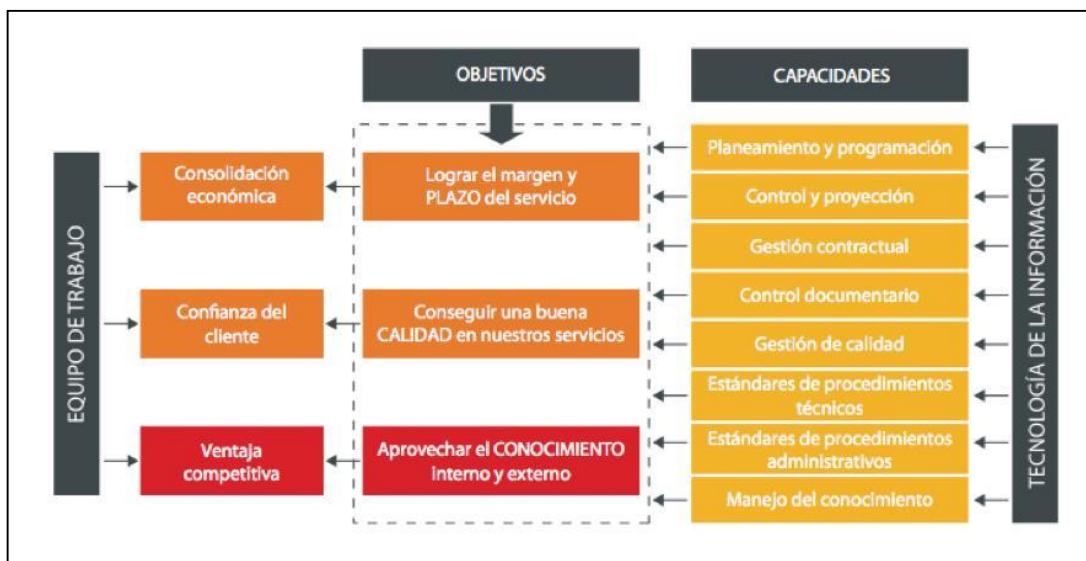 OBJETIVOS
CAPACIDADES
EQUIPO DE TRABAJO
Consolidación
económica
Lograr el margen y
PLAZO del servicio
Confianza del
cliente
Conseguir una buena
CALIDAD en nuestros servicios
Ventaja
competitiva
Aprovechar el CONOCIMIENTO
interno y externo
Planeamiento y programación
Control y proyección
Gestión contractual
Control documentario
Gestión de calidad
Estándares de procedimientos
técnicos
Estándares de procedimientos
administrativos
Manejo del conocimiento
TECNOLOGÍA DE LA INFORMACIÓN